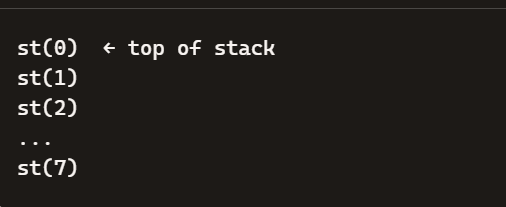 st(0)  ← top of stack
st(1)
st(2)
...
st(7)